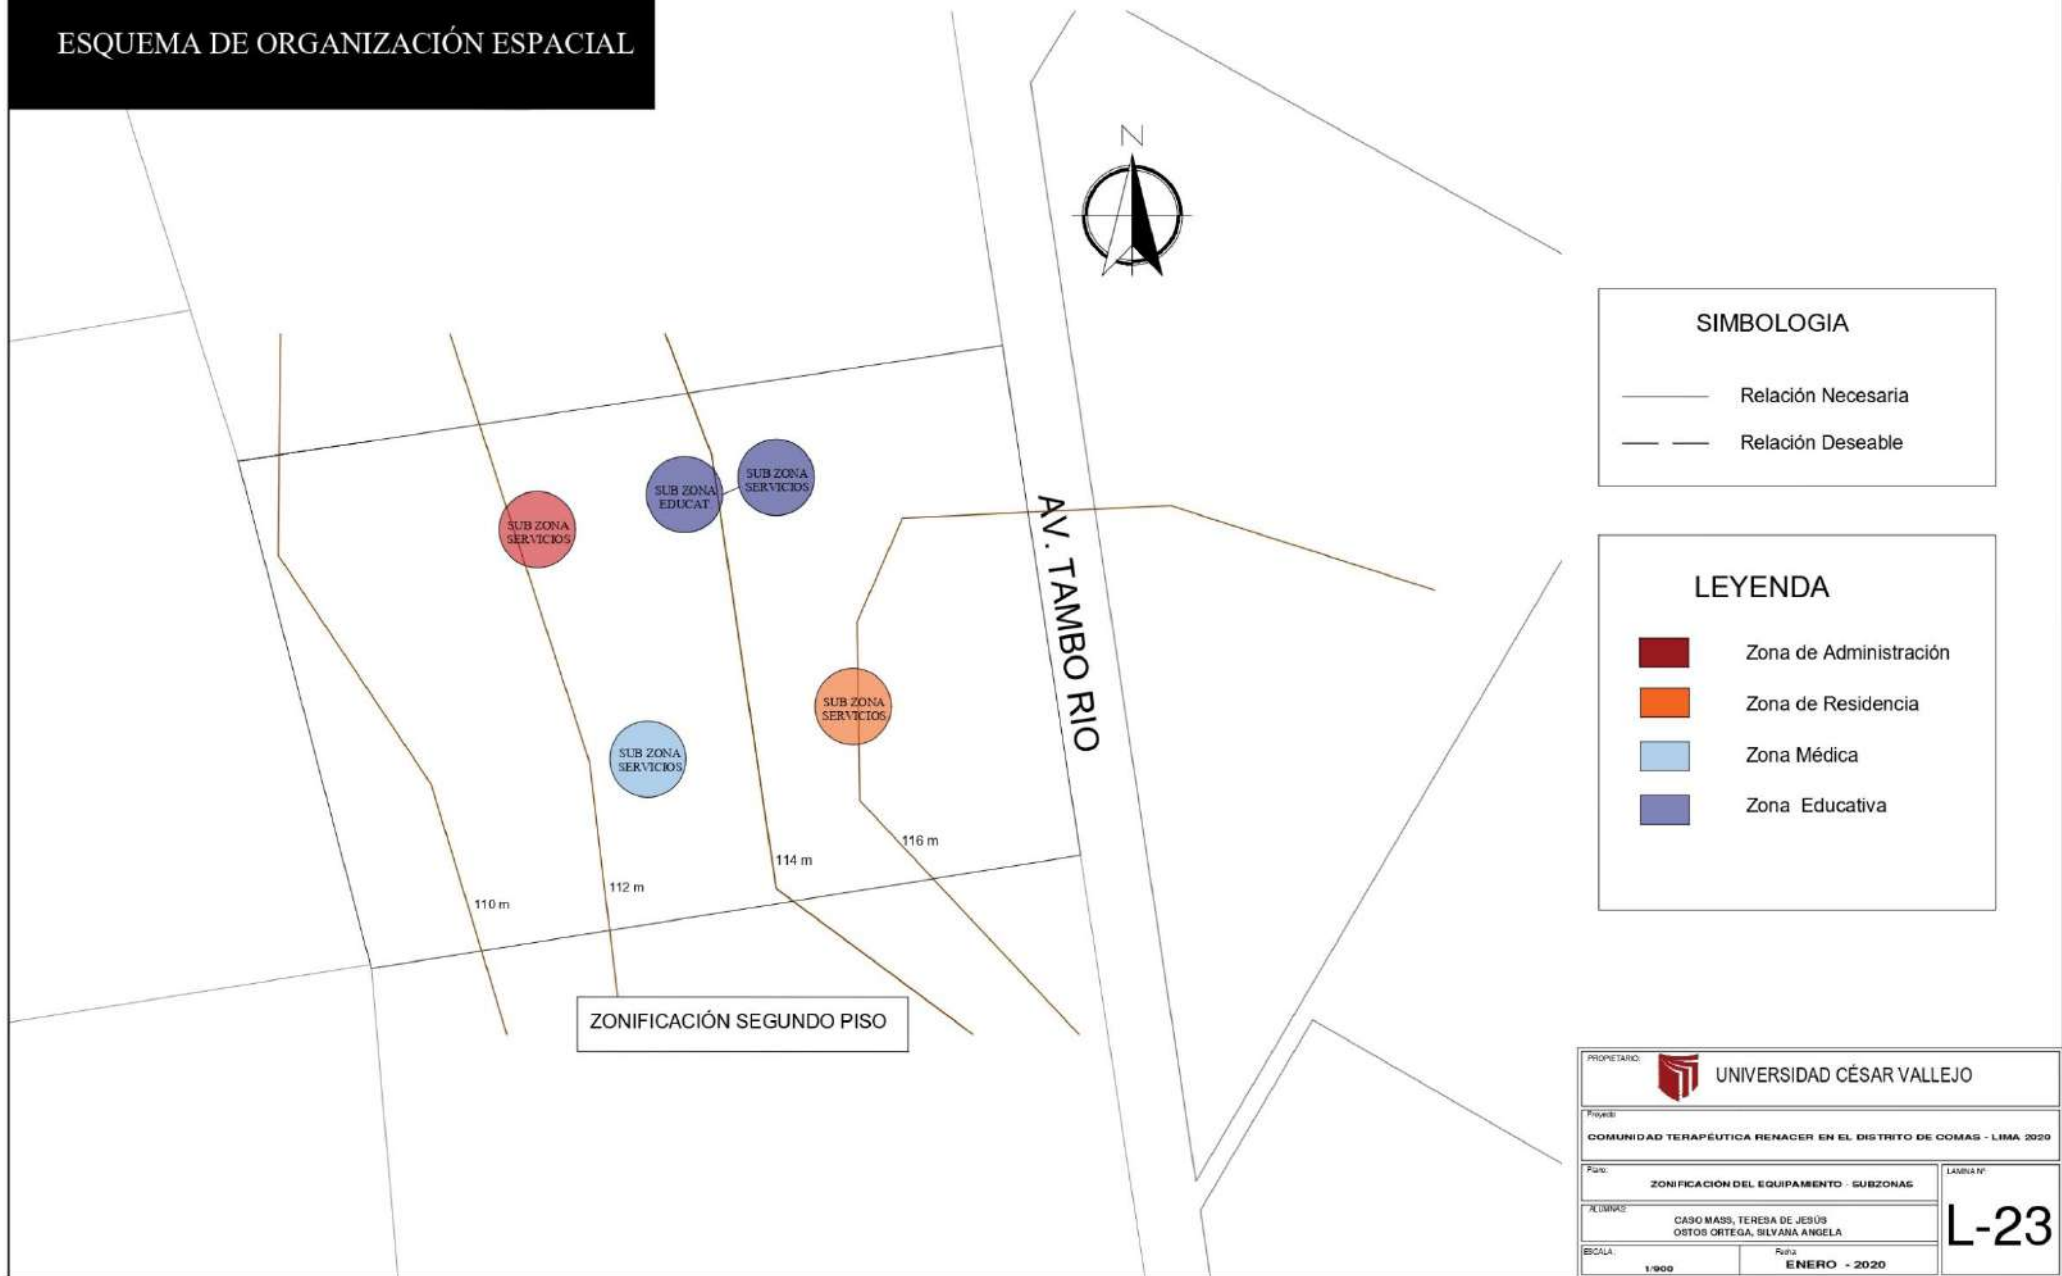 ESQUEMA DE ORGANIZACIÓN ESPACIAL
N
SIMBOLOGIA
Relación Necesaria
Relación Deseable
SUB ZONA
SERVICIOS
SUB ZONA
EDUCAT.
SUB ZONA
SERVICIOS
AV. TAMBO RIO
LEYENDA
Zona de Administración
Zona de Residencia
Zona Médica
Zona Educativa
SUB ZONA
SERVICIOS
SUB ZONA
SERVICIOS
116 m
114 m
112 m
110 m
ZONIFICACIÓN SEGUNDO PISO
PROPIETARIO:
UNIVERSIDAD CÉSAR VALLEJO
Proyecto
COMUNIDAD TERAPÉUTICA RENACER EN EL DISTRITO DE COMAS - LIMA 2020
Plano:
ZONIFICACIÓN DEL EQUIPAMIENTO - SUBZONAS
LAMINA Nº
L-23
ALUMNAS:
CASO MASS, TERESA DE JESÚS
OSTOS ORTEGA, SILVANA ANGELA
ESCALA:
1/900
Fecha
ENERO - 2020